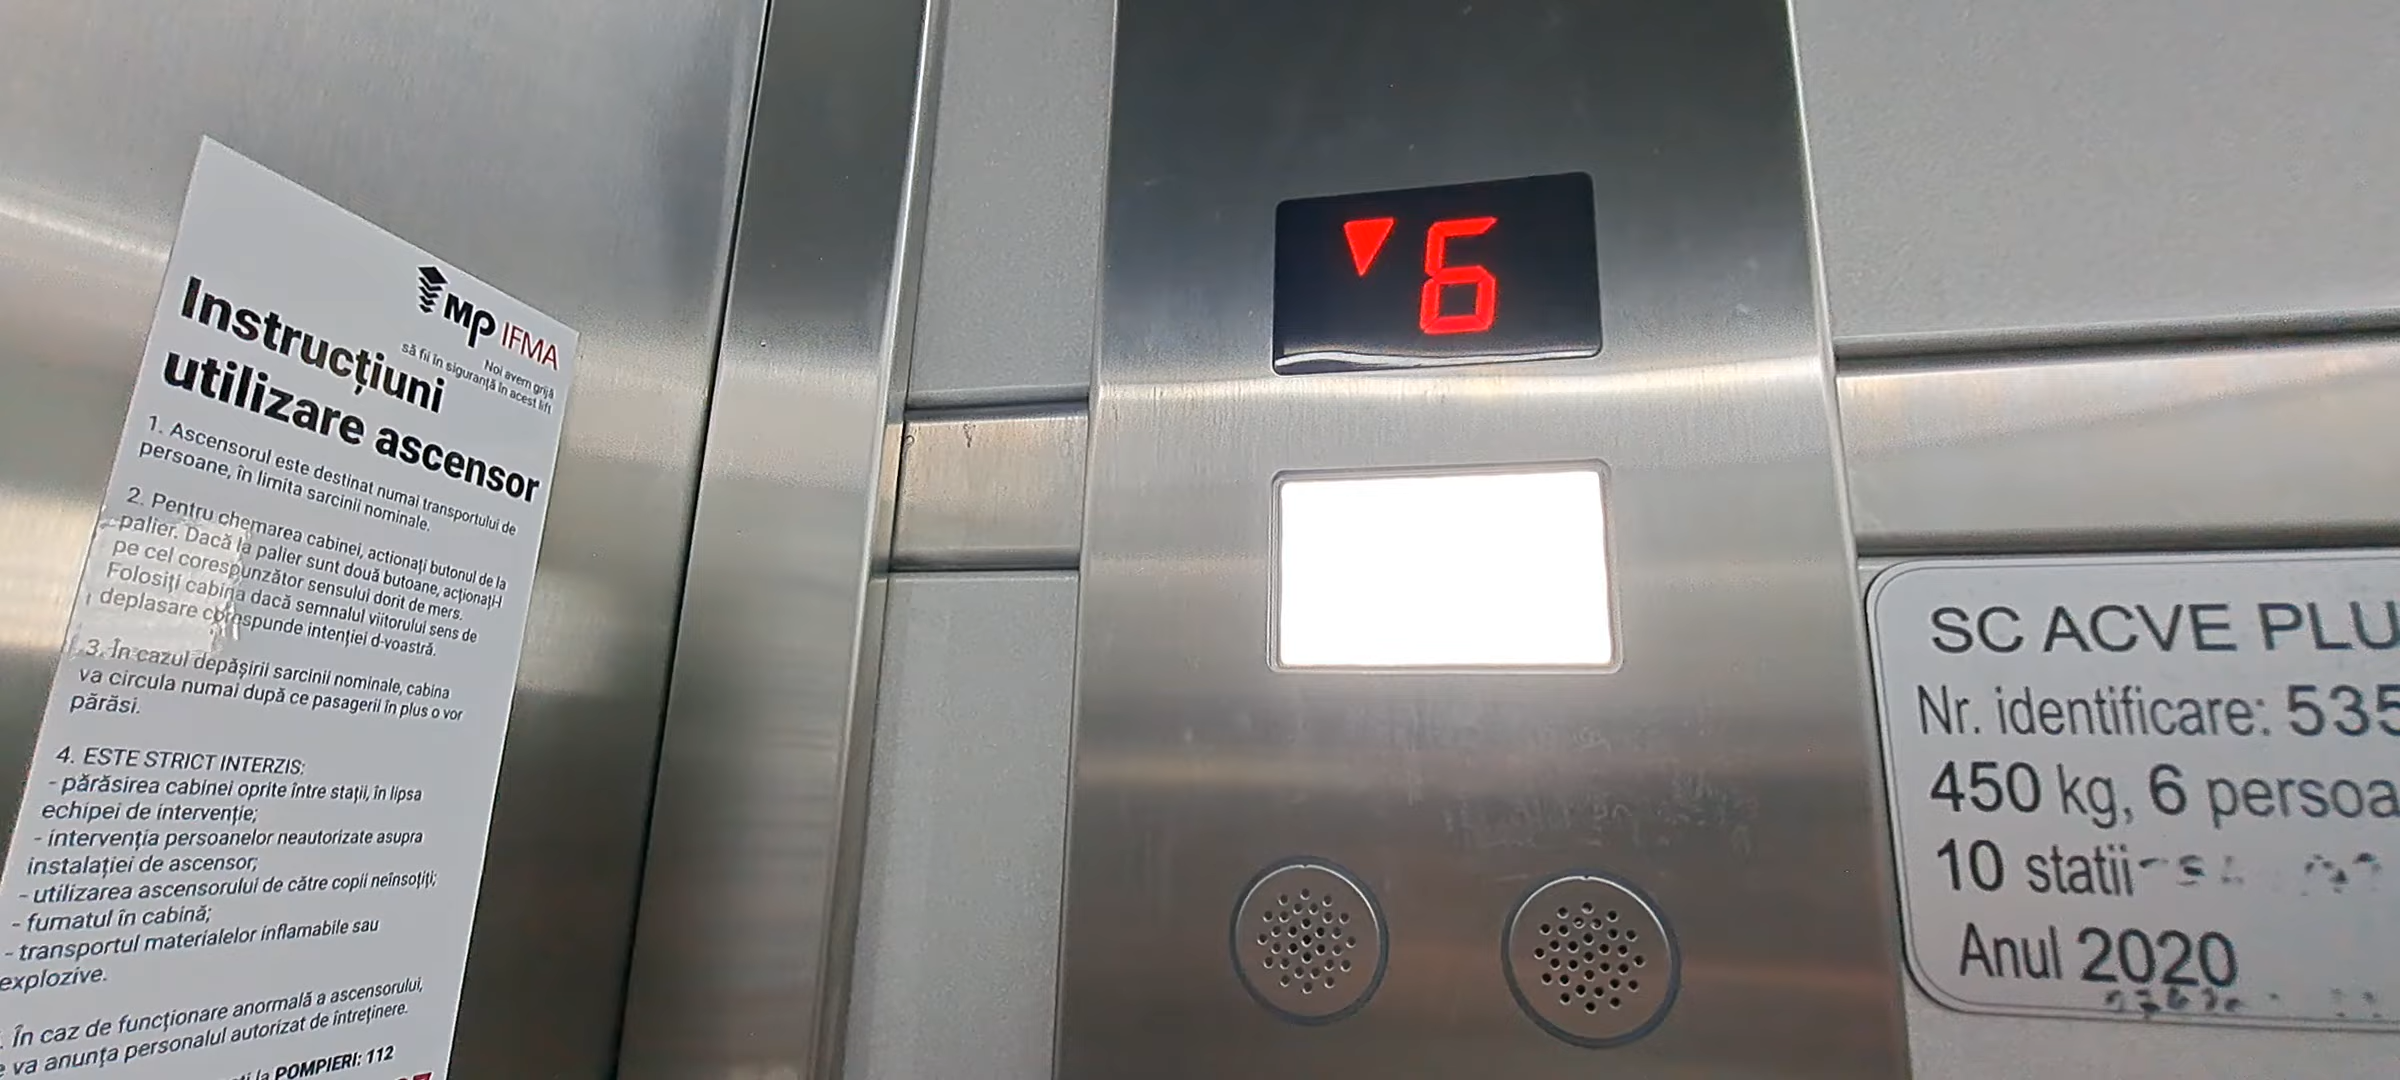 MP IFMA
Noi avem grijă
să fii în siguranță în acest lift
Instrucțiuni
utilizare ascensor
1. Ascensorul este destinat numai transportului de
persoane, în limita sarcinii nominale.
2. Pentru chemarea cabinei, acționați butonul de la
palier. Dacă la palier sunt două butoane, acționați-l
pe cel corespunzător sensului dorit de mers.
Folosiți cabina dacă semnalul viitorului sens de
deplasare corespunde intenției d-voastră.
3. În cazul depășirii sarcinii nominale, cabina
va circula numai după ce pasagerii în plus o vor
părăsi.
4. ESTE STRICT INTERZIS:
- părăsirea cabinei oprite între stații, în lipsa
echipei de intervenție;
- intervenția persoanelor neautorizate asupra
instalației de ascensor;
- utilizarea ascensorului de către copii neînsoțiți;
- fumatul în cabină;
- transportul materialelor inflamabile sau
explozive.
În caz de funcționare anormală a ascensorului,
va anunța personalul autorizat de întreținere.
la POMPIERI: 112
6
SC ACVE PLU
Nr. identificare: 535
450 kg, 6 persoa
10 statii
Anul 2020